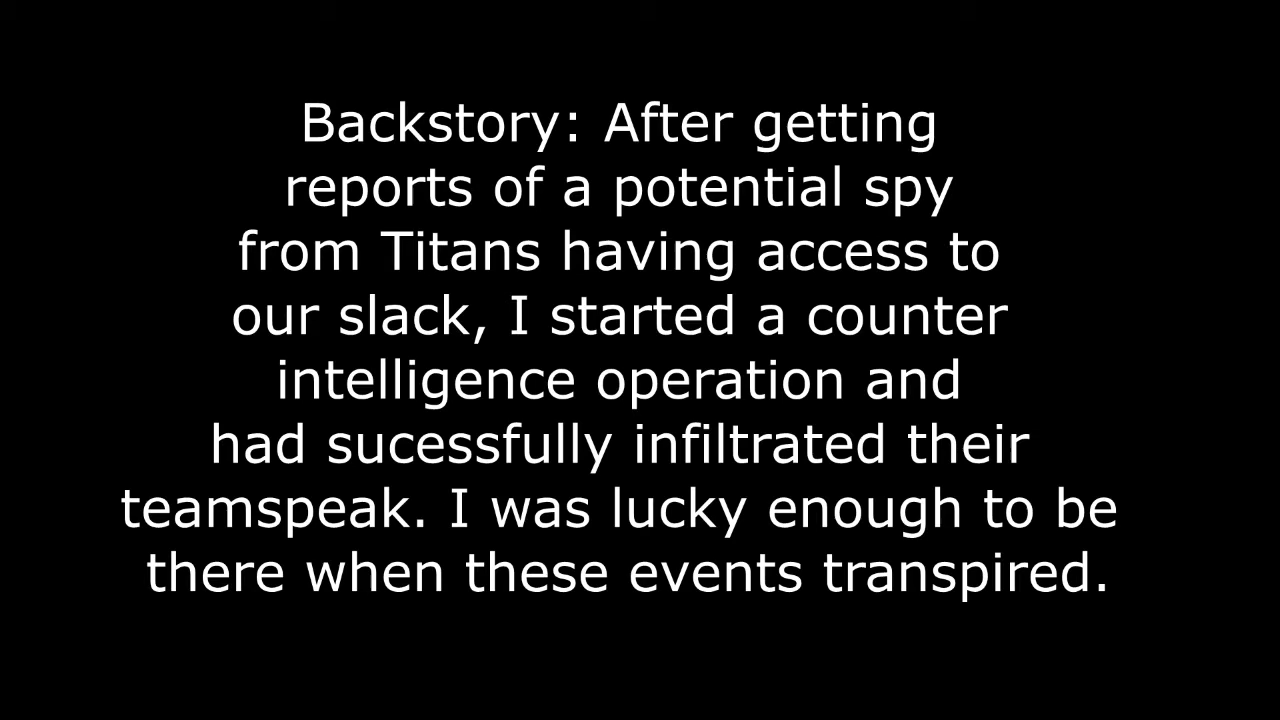 Backstory: After getting
reports of a potential spy
from Titans having access to
our slack, I started a counter
intelligence operation and
had sucessfully infiltrated their
teamspeak. I was lucky enough to be
there when these events transpired.